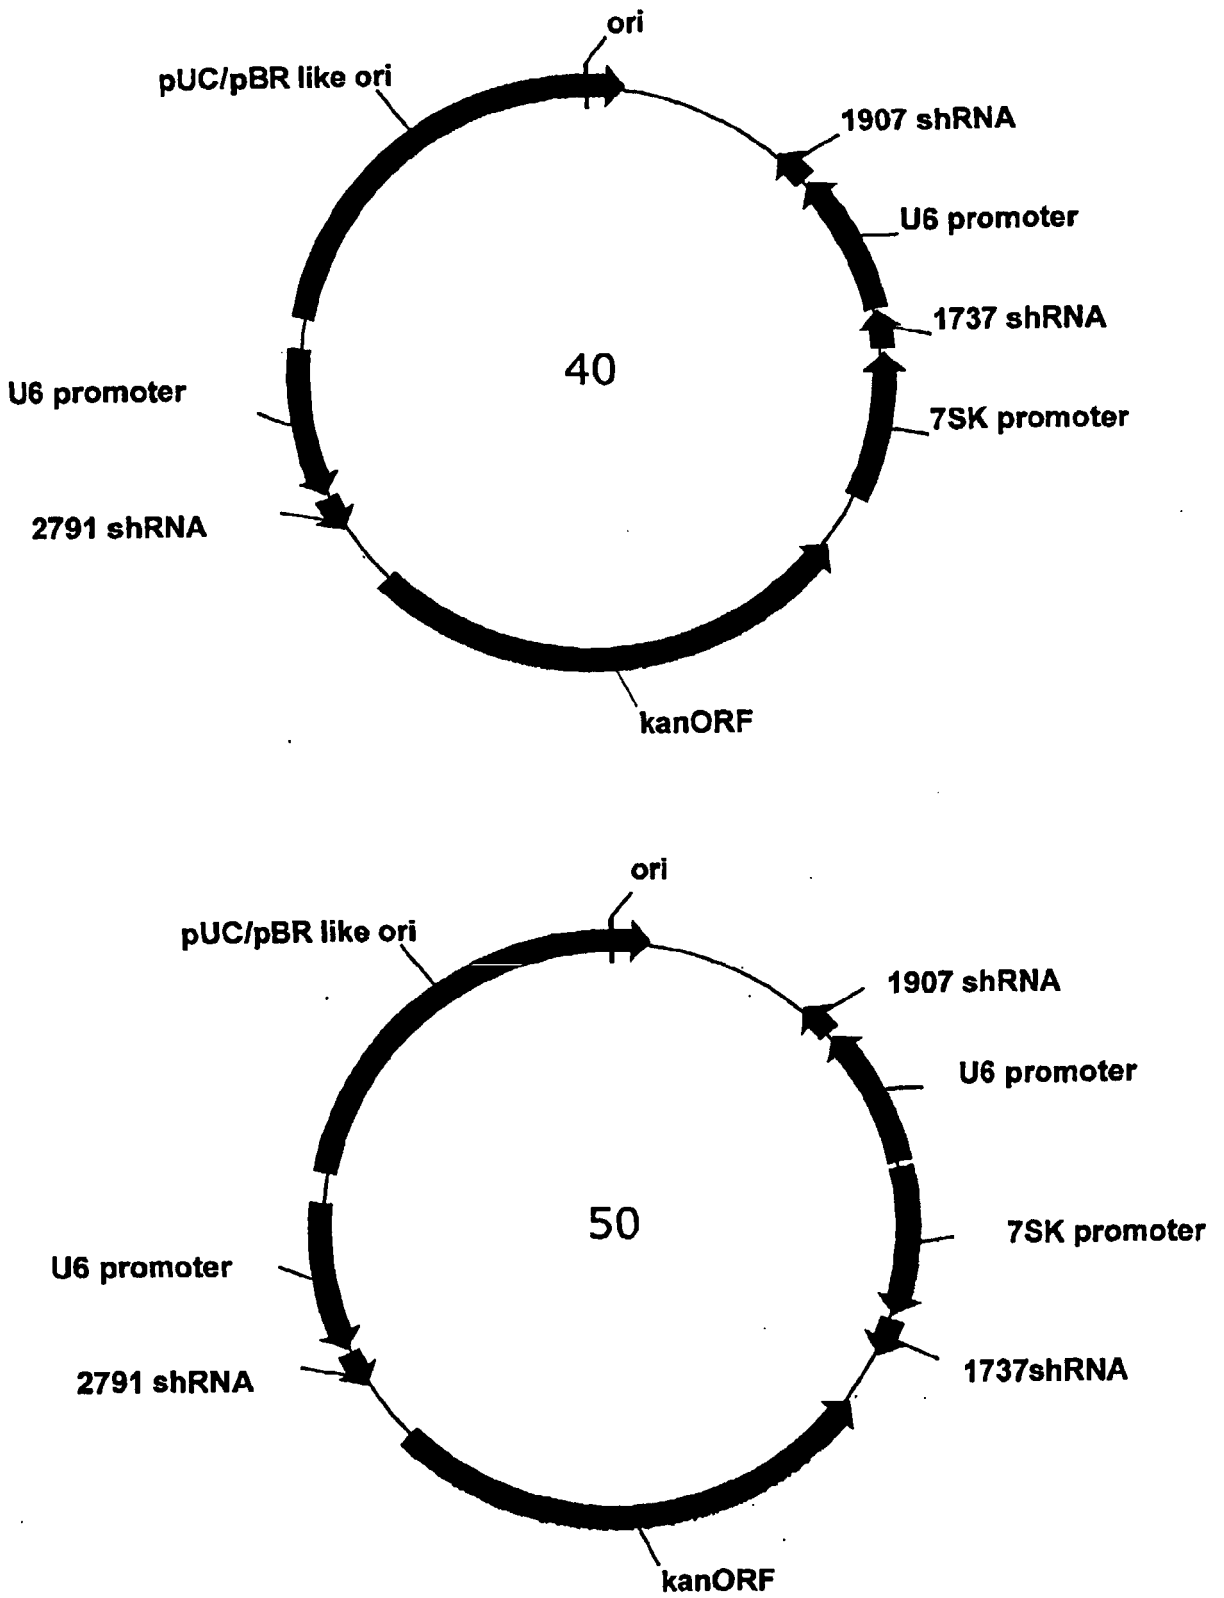 ori
pUC/pBR like ori
1907 shRNA
U6 promoter
1737 shRNA
40
U6 promoter
7SK promoter
2791 shRNA
kanORF
ori
pUC/pBR like ori
1907 shRNA
U6 promoter
50
7SK promoter
U6 promoter
1737shRNA
2791 shRNA
kanORF